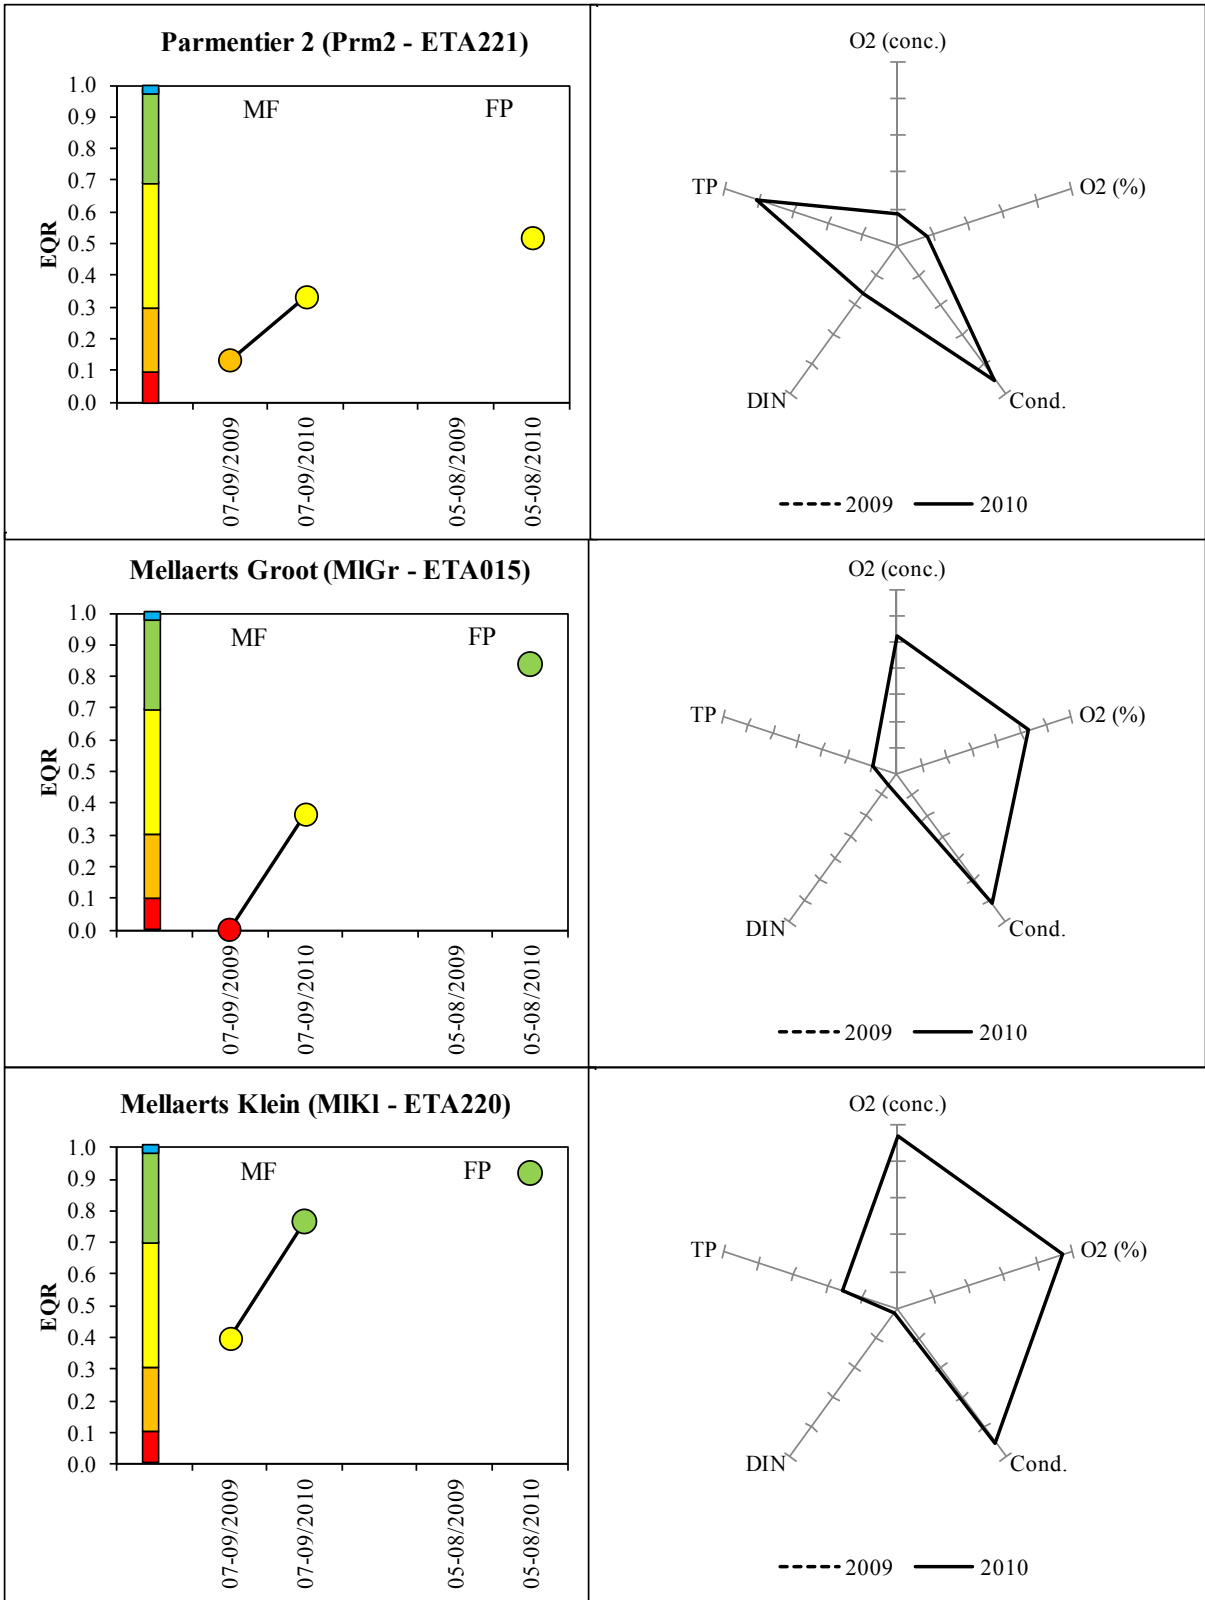 Parmentier 2 (Prm2 - ETA221)
EQR
1.0
0.9
0.8
0.7
0.6
0.5
0.4
0.3
0.2
0.1
0.0
MF
FP
07-09/2009
07-09/2010
05-08/2009
05-08/2010
O2 (conc.)
O2 (%)
Cond.
DIN
TP
2009
2010
Mellaerts Groot (MlGr - ETA015)
EQR
1.0
0.9
0.8
0.7
0.6
0.5
0.4
0.3
0.2
0.1
0.0
MF
FP
07-09/2009
07-09/2010
05-08/2009
05-08/2010
O2 (conc.)
O2 (%)
Cond.
DIN
TP
2009
2010
Mellaerts Klein (MlKl - ETA220)
EQR
1.0
0.9
0.8
0.7
0.6
0.5
0.4
0.3
0.2
0.1
0.0
MF
FP
07-09/2009
07-09/2010
05-08/2009
05-08/2010
O2 (conc.)
O2 (%)
Cond.
DIN
TP
2009
2010